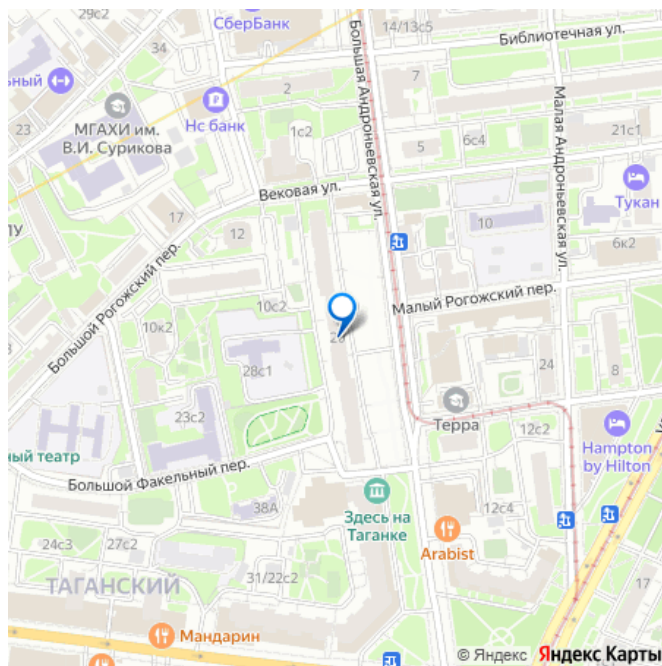 29с2
СберБанк
14/13с5
Библиотечная ул.
34
льный
2
7
МГАХИ им.
В.И. Сурикова
Нс банк
23
1с2
5
6с4
21с1
Большая Андроньевская ул.
Малая Андроньевская ул.
Вековая ул.
Тукан
17
10
ЛУ
12
6к2
Большой Рогожский пер.
10с2
Малый Рогожский пер.
10к2
28с1
24
8
23с2
Терра
12с2
Hampton
by Hilton
ный театр
Большой Факельный пер.
38А
Здесь на
Таганке
12с4
Arabist
24с3
27с2
31/22с2
ТАГАНСКИЙ
17
Мандарин
© Яндекс Яндекс Карты